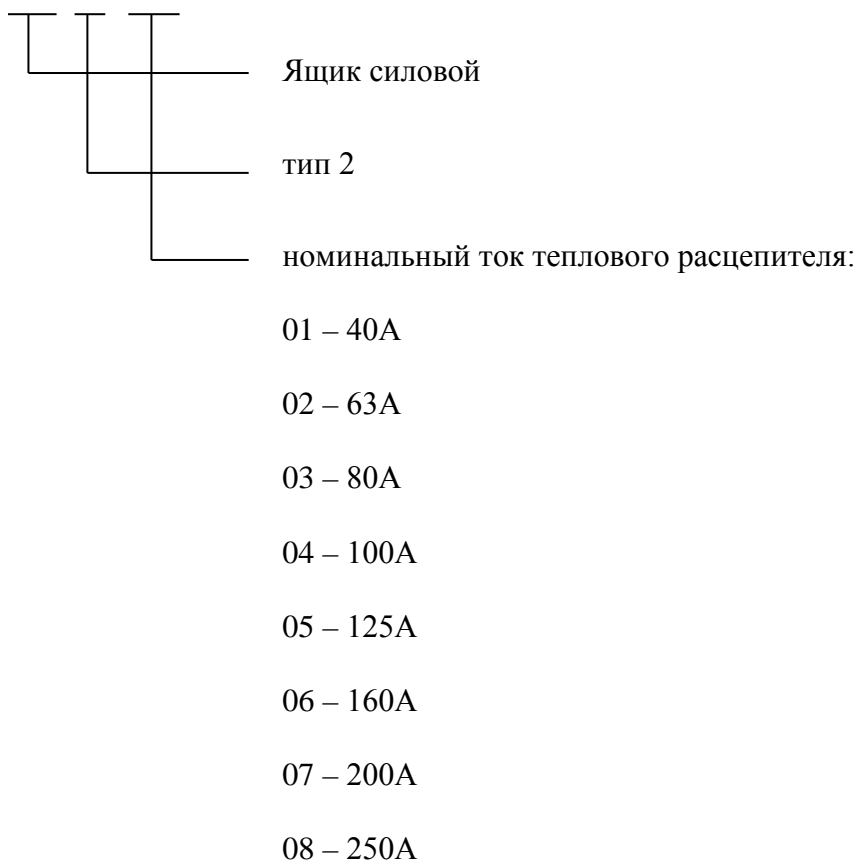 Ящик силовой
тип 2
номинальный ток теплового расцепителя:
01 – 40А
02 – 63А
03 – 80А
04 – 100А
05 – 125А
06 – 160А
07 – 200А
08 – 250А